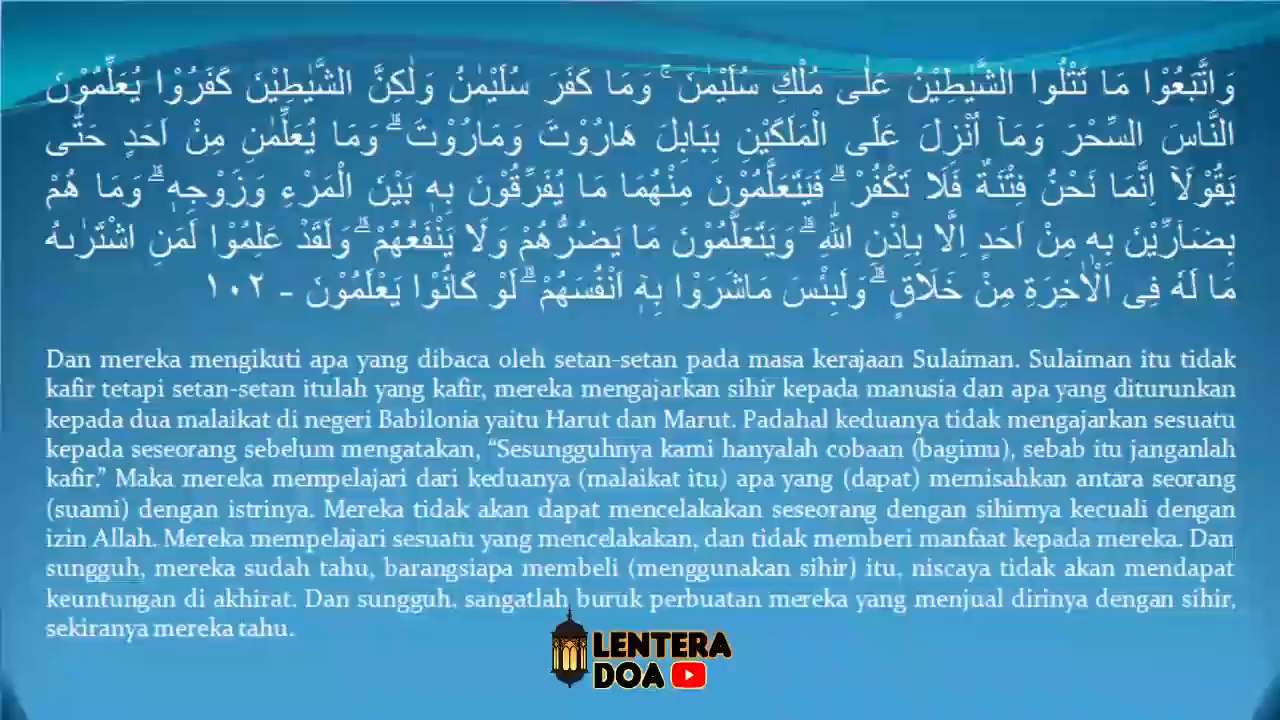 وَاتَّبَعُوْا مَا تَتْلُوا الشَّيٰطِيْنُ عَلٰى مُلْكِ سُلَيْمٰنَ ۚ وَمَا كَفَرَ سُلَيْمٰنُ وَلٰكِنَّ الشَّيٰطِيْنَ كَفَرُوْا يُعَلِّمُوْنَ
النَّاسَ السِّحْرَ وَمَآ اُنْزِلَ عَلَى الْمَلَكَيْنِ بِبَابِلَ هَارُوْتَ وَمَارُوْتَ ۗ وَمَا يُعَلِّمٰنِ مِنْ اَحَدٍ حَتّٰى
يَقُوْلَآ اِنَّمَا نَحْنُ فِتْنَةٌ فَلَا تَكْفُرْ ۗ فَيَتَعَلَّمُوْنَ مِنْهُمَا مَا يُفَرِّقُوْنَ بِهٖ بَيْنَ الْمَرْءِ وَزَوْجِهٖ ۗ وَمَا هُمْ
بِضَاۤرِّيْنَ بِهٖ مِنْ اَحَدٍ اِلَّا بِاِذْنِ اللّٰهِ ۗ وَيَتَعَلَّمُوْنَ مَا يَضُرُّهُمْ وَلَا يَنْفَعُهُمْ ۗ وَلَقَدْ عَلِمُوْا لَمَنِ اشْتَرٰىهُ
مَا لَهٗ فِى الْاٰخِرَةِ مِنْ خَلَاقٍ ۗ وَلَبِئْسَ مَاشَرَوْا بِهٖٓ اَنْفُسَهُمْ ۗ لَوْ كَانُوْا يَعْلَمُوْنَ - ١٠٢
Dan mereka mengikuti apa yang dibaca oleh setan-setan pada masa kerajaan Sulaiman. Sulaiman itu tidak
kafir tetapi setan-setan itulah yang kafir, mereka mengajarkan sihir kepada manusia dan apa yang diturunkan
kepada dua malaikat di negeri Babilonia yaitu Harut dan Marut. Padahal keduanya tidak mengajarkan sesuatu
kepada seseorang sebelum mengatakan, “Sesungguhnya kami hanyalah cobaan (bagimu), sebab itu janganlah
kafir.” Maka mereka mempelajari dari keduanya (malaikat itu) apa yang (dapat) memisahkan antara seorang
(suami) dengan istrinya. Mereka tidak akan dapat mencelakakan seseorang dengan sihirnya kecuali dengan
izin Allah. Mereka mempelajari sesuatu yang mencelakakan, dan tidak memberi manfaat kepada mereka. Dan
sungguh, mereka sudah tahu, barangsiapa membeli (menggunakan sihir) itu, niscaya tidak akan mendapat
keuntungan di akhirat. Dan sungguh, sangatlah buruk perbuatan mereka yang menjual dirinya dengan sihir,
sekiranya mereka tahu.
LENTERA
DOA